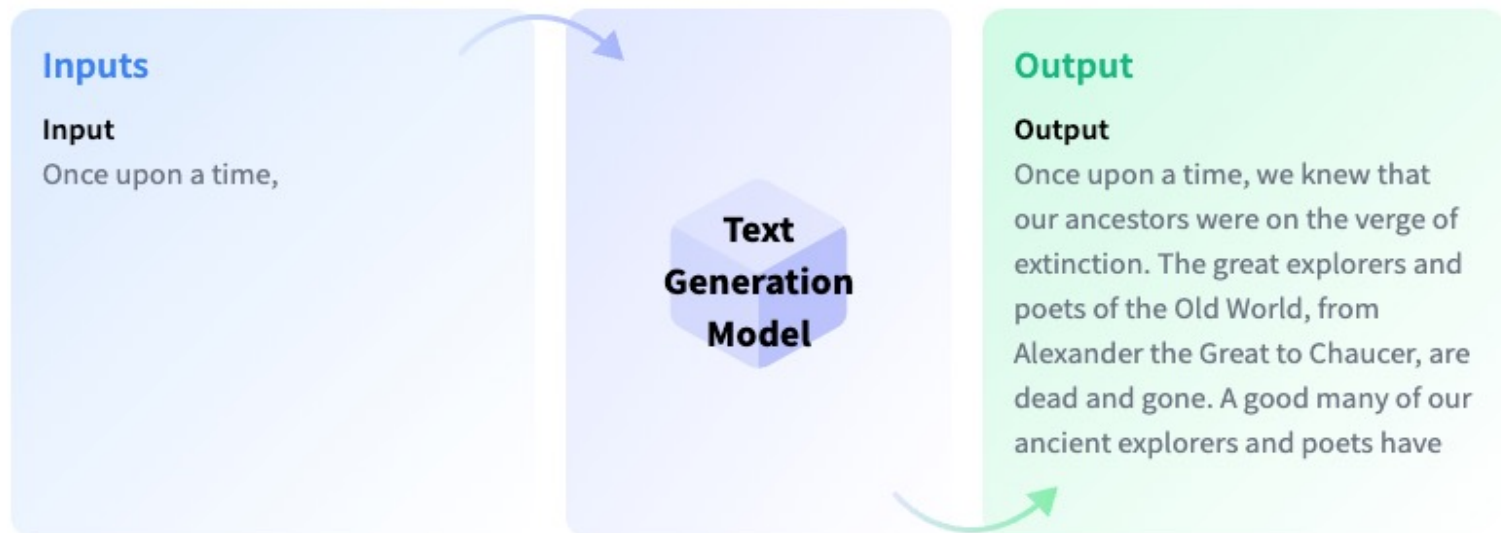 Inputs
Input
Once upon a time,
Text
Generation
Model
Output
Output
Once upon a time, we knew that
our ancestors were on the verge of
extinction. The great explorers and
poets of the Old World, from
Alexander the Great to Chaucer, are
dead and gone. A good many of our
ancient explorers and poets have